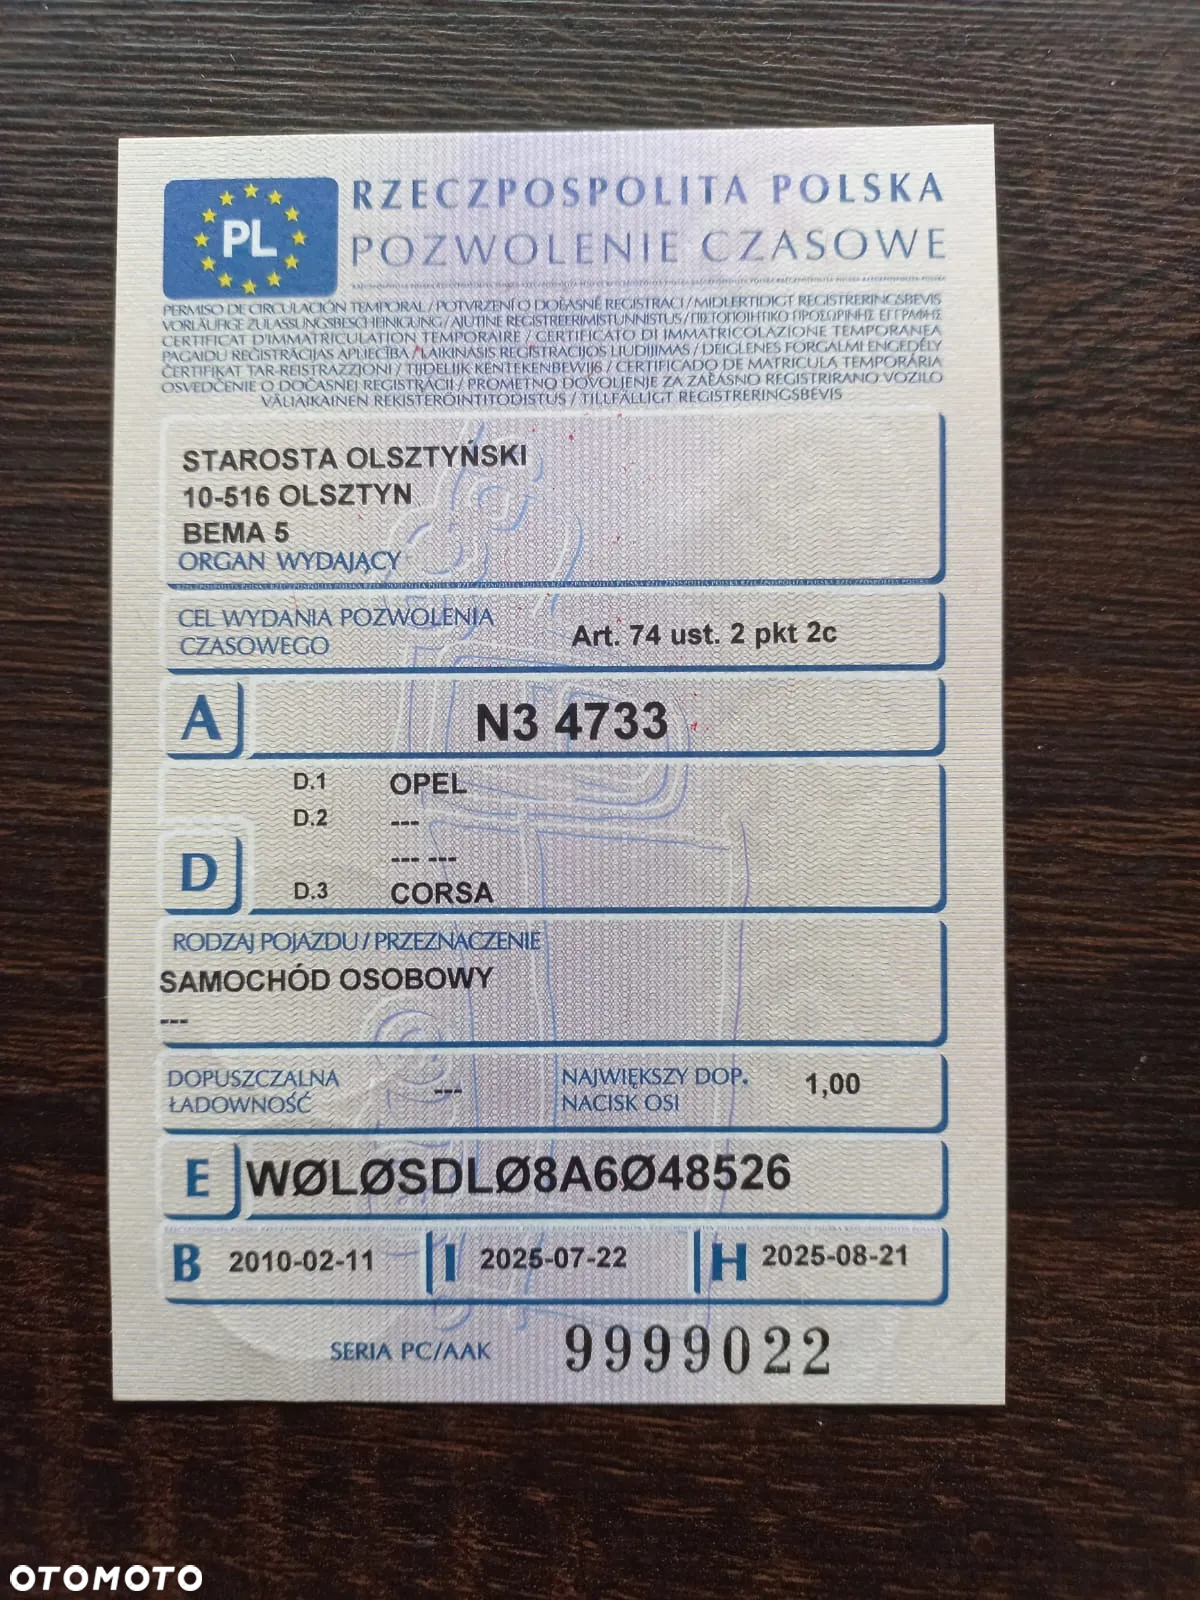 PL
RZECZPOSPOLITA POLSKA
POZWOLENIE CZASOWE
PERMISO DE CIRCULACIÓN TEMPORAL / POTVRZENÍ O DOČASNÉ REGISTRACI / MIDLERTIDIGT REGISTRERINGSBEVIS
VORLÄUFIGE ZULASSUNGSBESCHEINIGUNG / AJUTINE REGISTREERIMISTUNNISTUS / ΠΙΣΤΟΠΟΙΗΤΙΚΟ ΠΡΟΣΩΡΙΝΗΣ ΕΓΓΡΑΦΗΣ
CERTIFICAT D'IMMATRICULATION TEMPORAIRE / CERTIFICATO DI IMMATRICOLAZIONE TEMPORANEA
PAGAIDU REĢISTRĀCIJAS APLIECĪBA / LAIKINASIS REGISTRACIJOS LIUDIJIMAS / DEIGLENES FORGALMI ENGEDÉLY
ĊERTIFIKAT TAR-REISTRAZZJONI / TIJDELIJK KENTEKENBEWIJS / CERTIFICADO DE MATRICULA TEMPORÁRIA
OSVEDČENIE O DOČASNEJ REGISTRÁCII / PROMETNO DOVOLJENJE ZA ZAČASNO REGISTRIRANO VOZILO
VÄLIAIKAINEN REKISTERÖINTITODISTUS / TILLFÄLLIGT REGISTRERINGSBEVIS
STAROSTA OLSZTYŃSKI
10-516 OLSZTYN
BEMA 5
ORGAN WYDAJĄCY
CEL WYDANIA POZWOLENIA
CZASOWEGO
Art. 74 ust. 2 pkt 2c
A N3 4733
D.1 OPEL
D.2 ---
--- ---
D
D.3 CORSA
RODZAJ POJAZDU / PRZEZNACZENIE
SAMOCHÓD OSOBOWY
---
DOPUSZCZALNA
ŁADOWNOŚĆ
---
NAJWIĘKSZY DOP.
NACISK OSI
1,00
E WØLØSDLØ8A6Ø48526
B 2010-02-11 I 2025-07-22 H 2025-08-21
SERIA PC/AAK 9999022
OTOMOTO